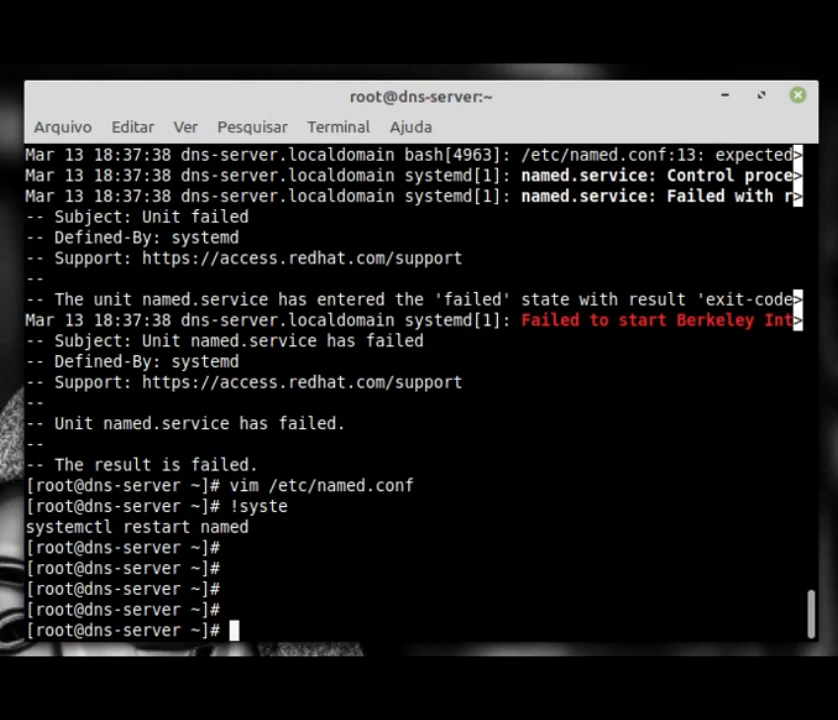 root@dns-server:~
Arquivo Editar Ver Pesquisar Terminal Ajuda
Mar 13 18:37:38 dns-server.localdomain bash[4963]: /etc/named.conf:13: expected>
Mar 13 18:37:38 dns-server.localdomain systemd[1]: named.service: Control proce>
Mar 13 18:37:38 dns-server.localdomain systemd[1]: named.service: Failed with r>
-- Subject: Unit failed
-- Defined-By: systemd
-- Support: https://access.redhat.com/support
--
-- The unit named.service has entered the 'failed' state with result 'exit-code>
Mar 13 18:37:38 dns-server.localdomain systemd[1]: Failed to start Berkeley Int>
-- Subject: Unit named.service has failed
-- Defined-By: systemd
-- Support: https://access.redhat.com/support
--
-- Unit named.service has failed.
--
-- The result is failed.
[root@dns-server ~]# vim /etc/named.conf
[root@dns-server ~]# !syste
systemctl restart named
[root@dns-server ~]#
[root@dns-server ~]#
[root@dns-server ~]#
[root@dns-server ~]#
[root@dns-server ~]#